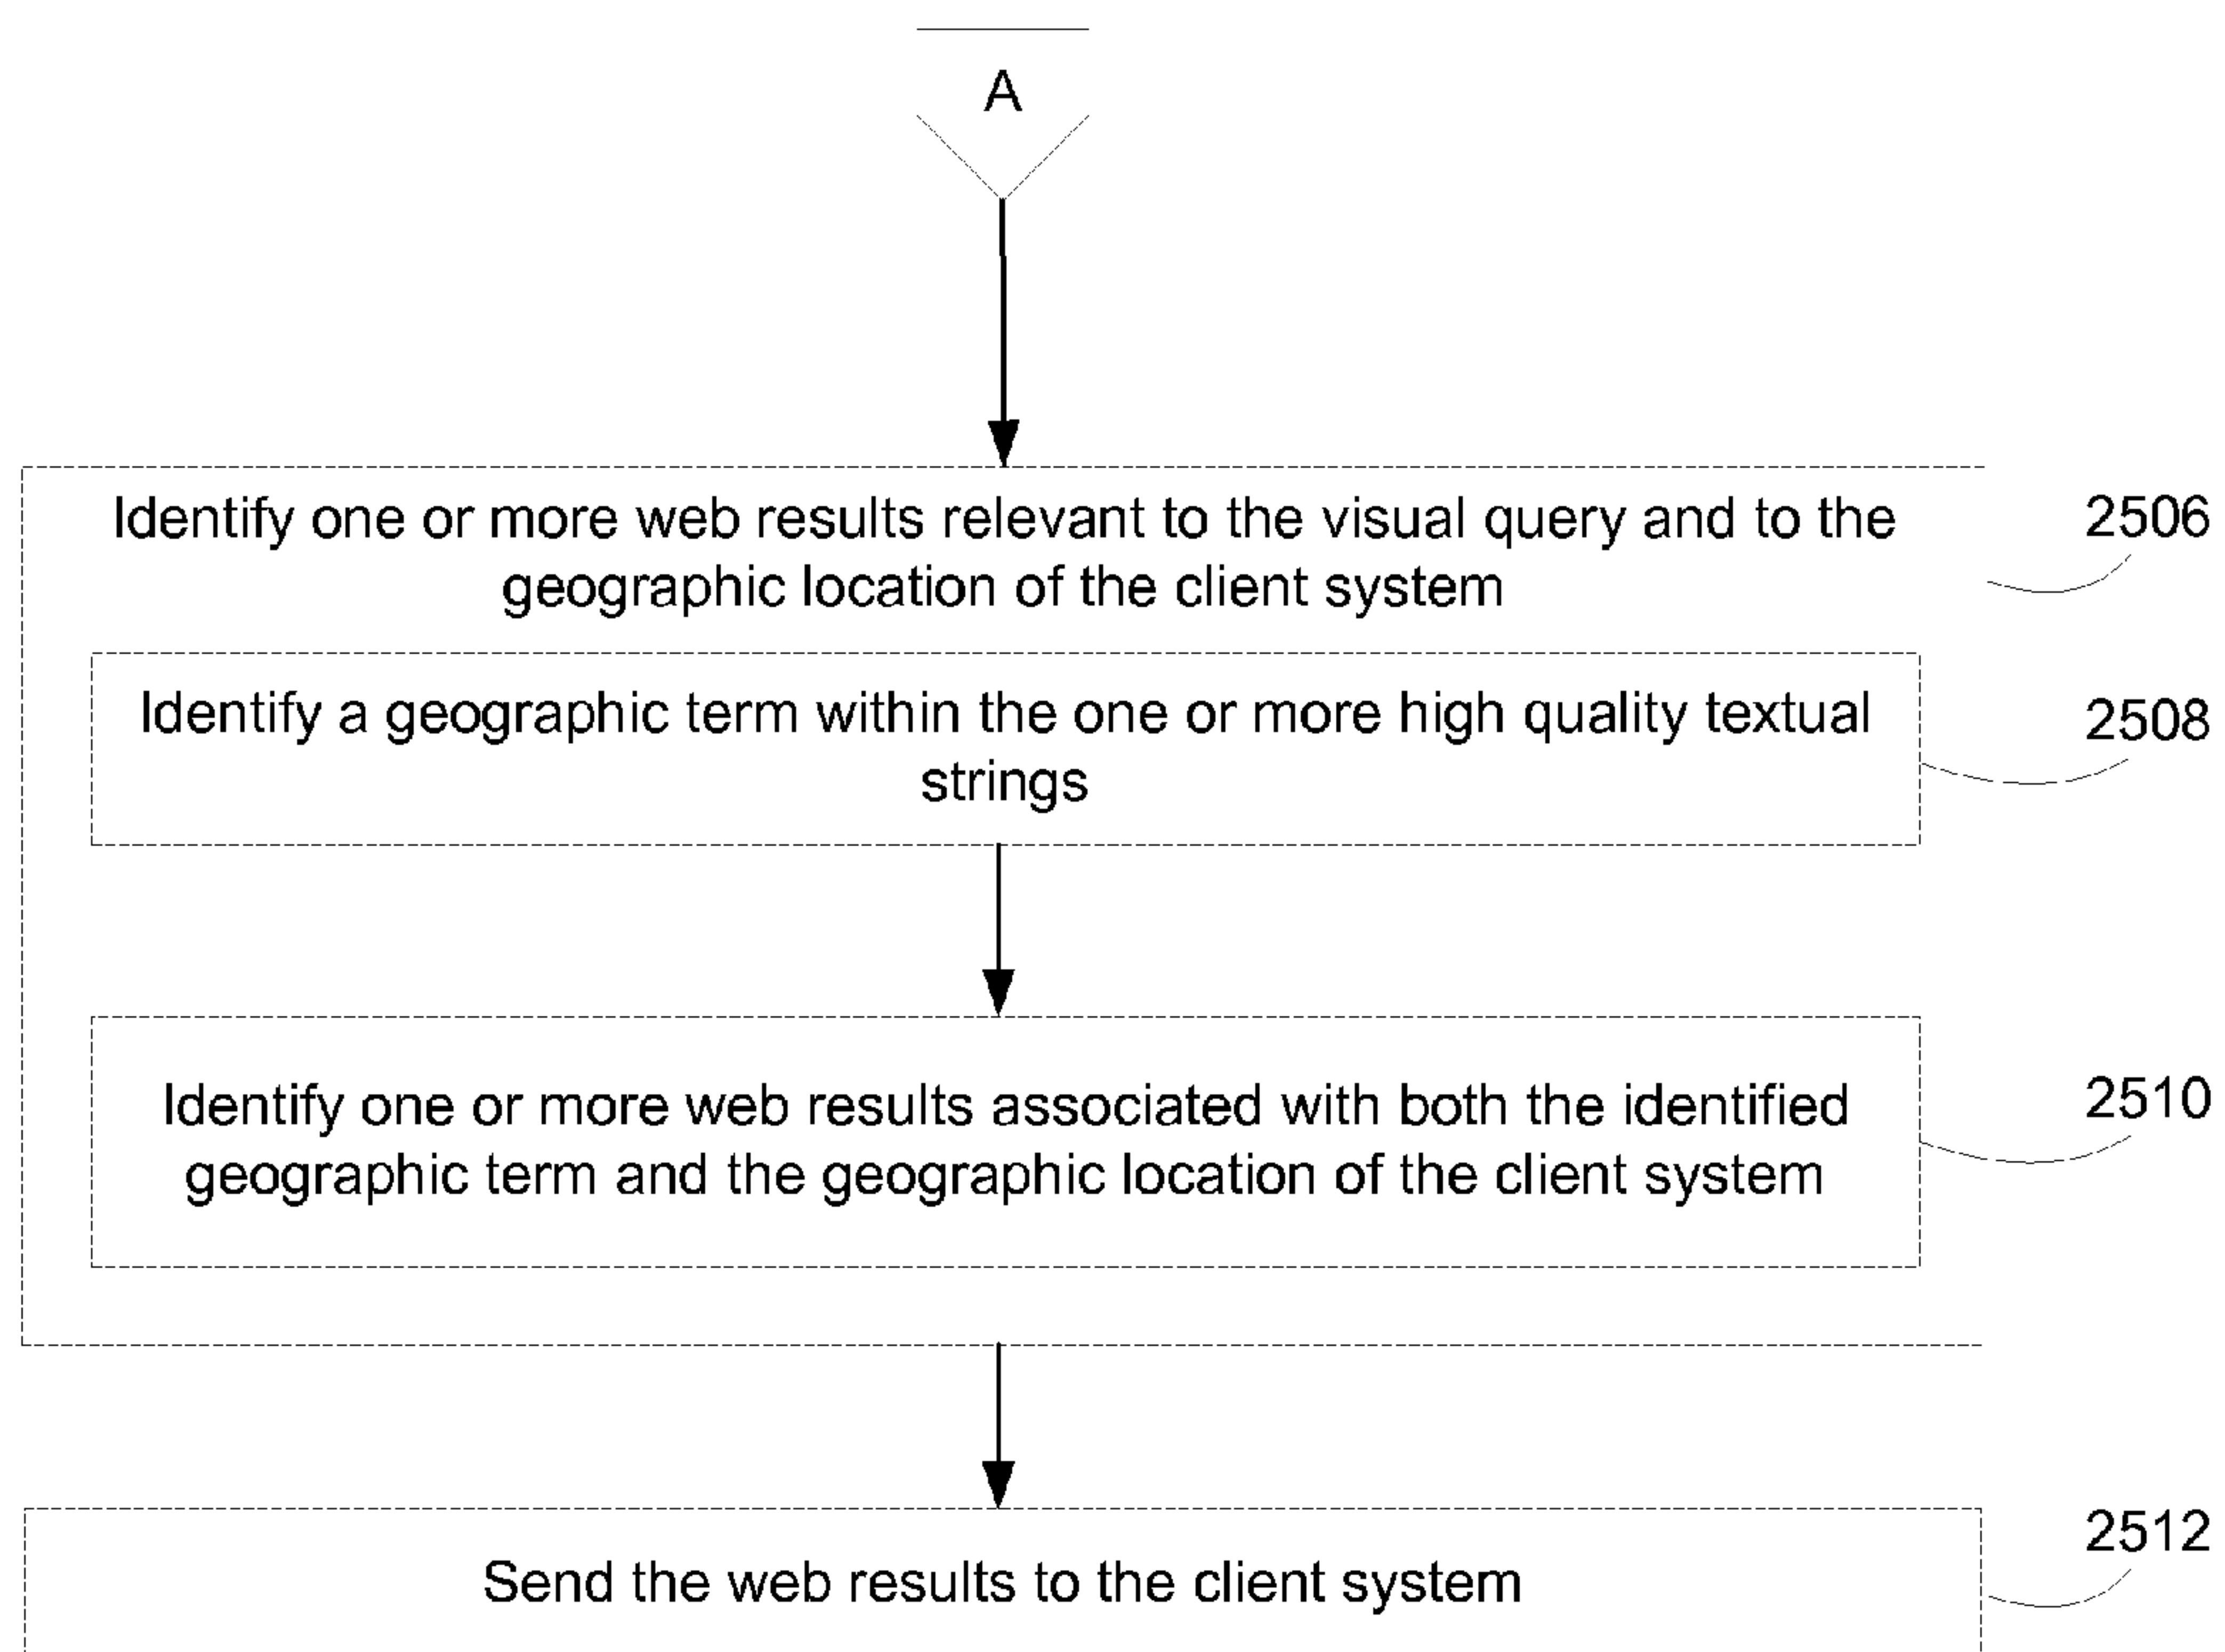 A
Identify one or more web results relevant to the visual query and to the
geographic location of the client system
2506
Identify a geographic term within the one or more high quality textual
strings
2508
Identify one or more web results associated with both the identified
geographic term and the geographic location of the client system
2510
Send the web results to the client system
2512